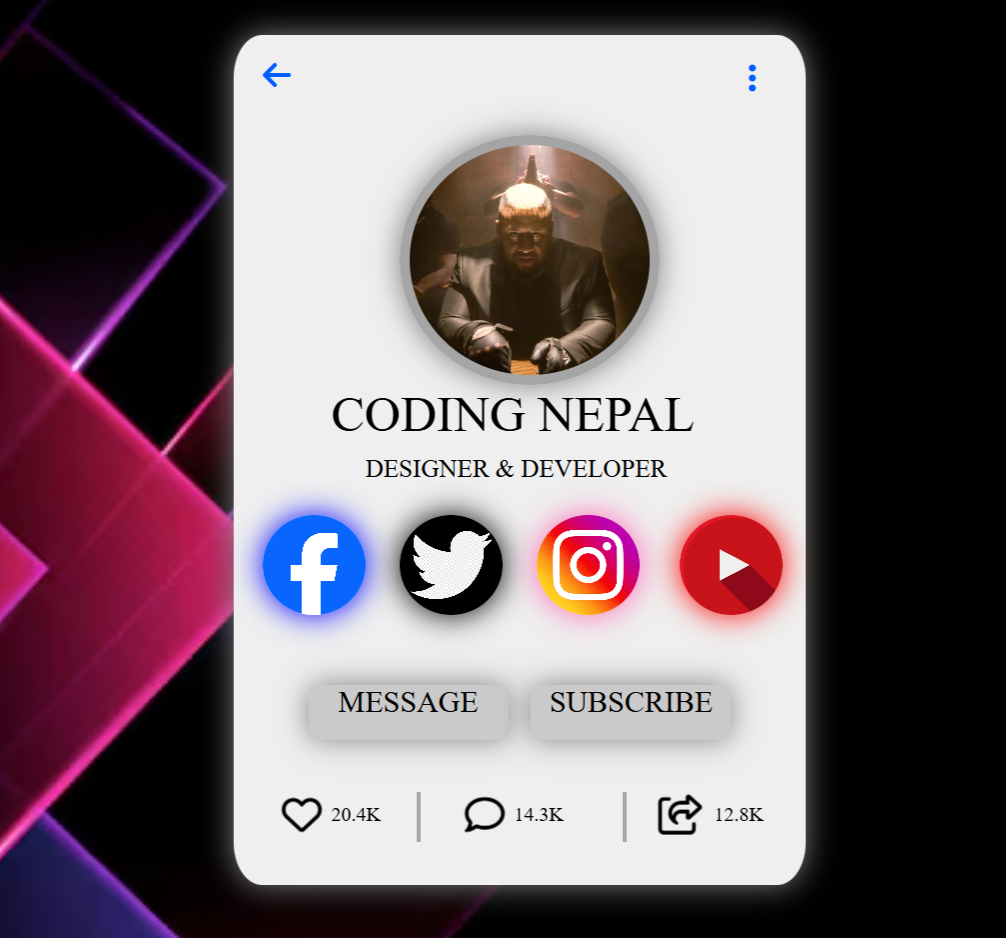 CODING NEPAL
DESIGNER & DEVELOPER
MESSAGE SUBSCRIBE
20.4K 14.3K 12.8K